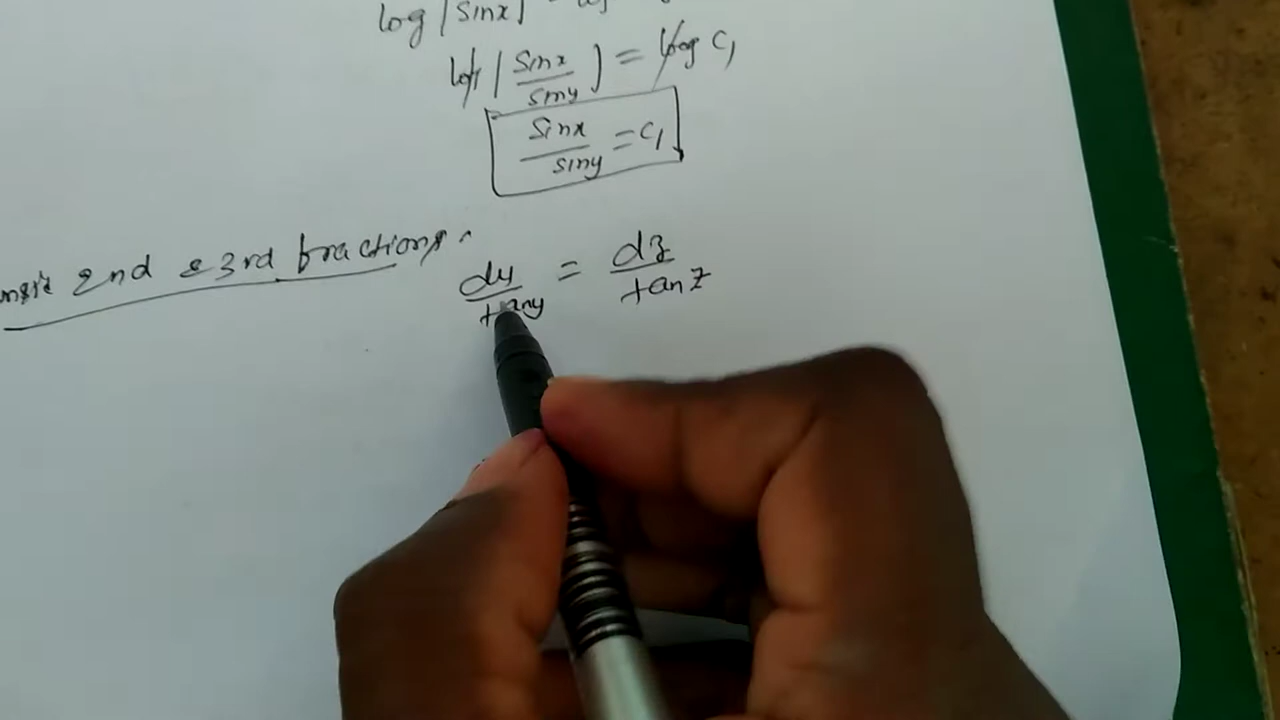 log |sinx|
log | sinx / siny | = log c₁
sinx / siny = c₁
2nd & 3rd fractions.
dy / tany = dz / tanz